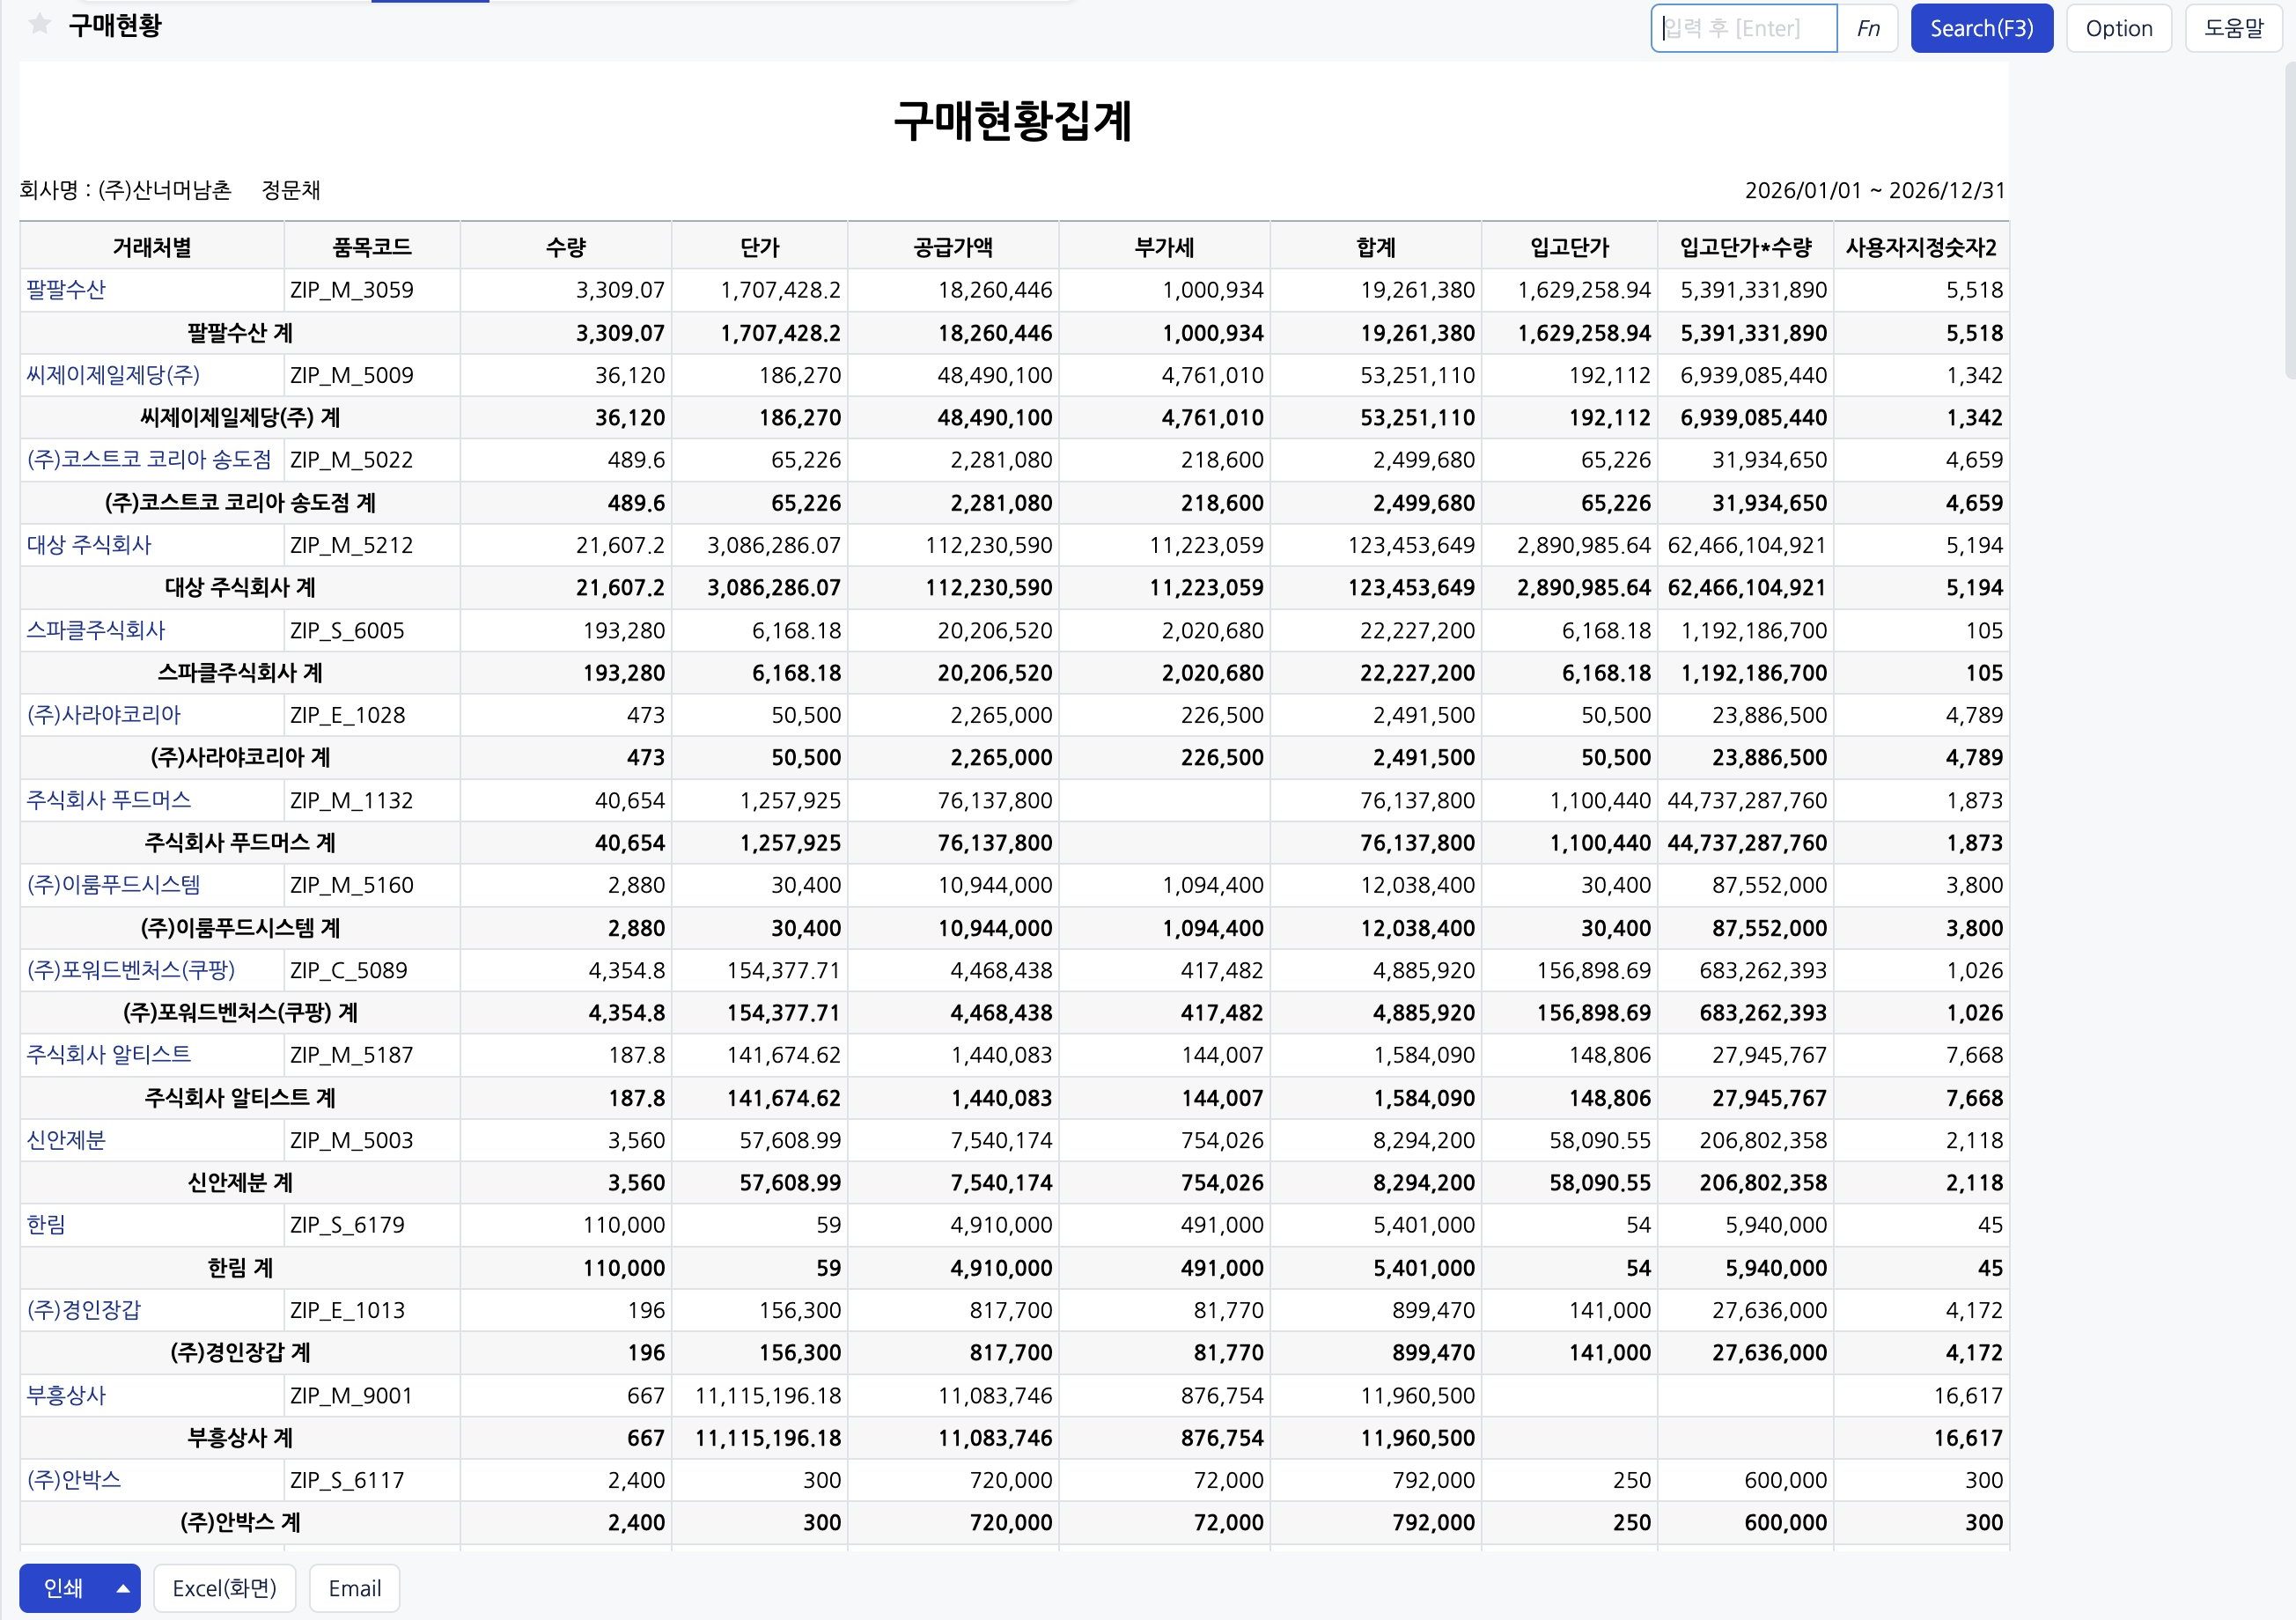 구매현황
입력 후 [Enter] Fn Search(F3) Option 도움말
구매현황집계
회사명 : (주)산너머남촌 정문채 2026/01/01 ~ 2026/12/31
거래처별 품목코드 수량 단가 공급가액 부가세 합계 입고단가 입고단가*수량 사용자지정숫자2
팔팔수산 ZIP_M_3059 3,309.07 1,707,428.2 18,260,446 1,000,934 19,261,380 1,629,258.94 5,391,331,890 5,518
팔팔수산 계 3,309.07 1,707,428.2 18,260,446 1,000,934 19,261,380 1,629,258.94 5,391,331,890 5,518
씨제이제일제당(주) ZIP_M_5009 36,120 186,270 48,490,100 4,761,010 53,251,110 192,112 6,939,085,440 1,342
씨제이제일제당(주) 계 36,120 186,270 48,490,100 4,761,010 53,251,110 192,112 6,939,085,440 1,342
(주)코스트코 코리아 송도점 ZIP_M_5022 489.6 65,226 2,281,080 218,600 2,499,680 65,226 31,934,650 4,659
(주)코스트코 코리아 송도점 계 489.6 65,226 2,281,080 218,600 2,499,680 65,226 31,934,650 4,659
대상 주식회사 ZIP_M_5212 21,607.2 3,086,286.07 112,230,590 11,223,059 123,453,649 2,890,985.64 62,466,104,921 5,194
대상 주식회사 계 21,607.2 3,086,286.07 112,230,590 11,223,059 123,453,649 2,890,985.64 62,466,104,921 5,194
스파클주식회사 ZIP_S_6005 193,280 6,168.18 20,206,520 2,020,680 22,227,200 6,168.18 1,192,186,700 105
스파클주식회사 계 193,280 6,168.18 20,206,520 2,020,680 22,227,200 6,168.18 1,192,186,700 105
(주)사라야코리아 ZIP_E_1028 473 50,500 2,265,000 226,500 2,491,500 50,500 23,886,500 4,789
(주)사라야코리아 계 473 50,500 2,265,000 226,500 2,491,500 50,500 23,886,500 4,789
주식회사 푸드머스 ZIP_M_1132 40,654 1,257,925 76,137,800 76,137,800 1,100,440 44,737,287,760 1,873
주식회사 푸드머스 계 40,654 1,257,925 76,137,800 76,137,800 1,100,440 44,737,287,760 1,873
(주)이룸푸드시스템 ZIP_M_5160 2,880 30,400 10,944,000 1,094,400 12,038,400 30,400 87,552,000 3,800
(주)이룸푸드시스템 계 2,880 30,400 10,944,000 1,094,400 12,038,400 30,400 87,552,000 3,800
(주)포워드벤처스(쿠팡) ZIP_C_5089 4,354.8 154,377.71 4,468,438 417,482 4,885,920 156,898.69 683,262,393 1,026
(주)포워드벤처스(쿠팡) 계 4,354.8 154,377.71 4,468,438 417,482 4,885,920 156,898.69 683,262,393 1,026
주식회사 알티스트 ZIP_M_5187 187.8 141,674.62 1,440,083 144,007 1,584,090 148,806 27,945,767 7,668
주식회사 알티스트 계 187.8 141,674.62 1,440,083 144,007 1,584,090 148,806 27,945,767 7,668
신안제분 ZIP_M_5003 3,560 57,608.99 7,540,174 754,026 8,294,200 58,090.55 206,802,358 2,118
신안제분 계 3,560 57,608.99 7,540,174 754,026 8,294,200 58,090.55 206,802,358 2,118
한림 ZIP_S_6179 110,000 59 4,910,000 491,000 5,401,000 54 5,940,000 45
한림 계 110,000 59 4,910,000 491,000 5,401,000 54 5,940,000 45
(주)경인장갑 ZIP_E_1013 196 156,300 817,700 81,770 899,470 141,000 27,636,000 4,172
(주)경인장갑 계 196 156,300 817,700 81,770 899,470 141,000 27,636,000 4,172
부흥상사 ZIP_M_9001 667 11,115,196.18 11,083,746 876,754 11,960,500 16,617
부흥상사 계 667 11,115,196.18 11,083,746 876,754 11,960,500 16,617
(주)안박스 ZIP_S_6117 2,400 300 720,000 72,000 792,000 250 600,000 300
(주)안박스 계 2,400 300 720,000 72,000 792,000 250 600,000 300
인쇄 Excel(화면) Email